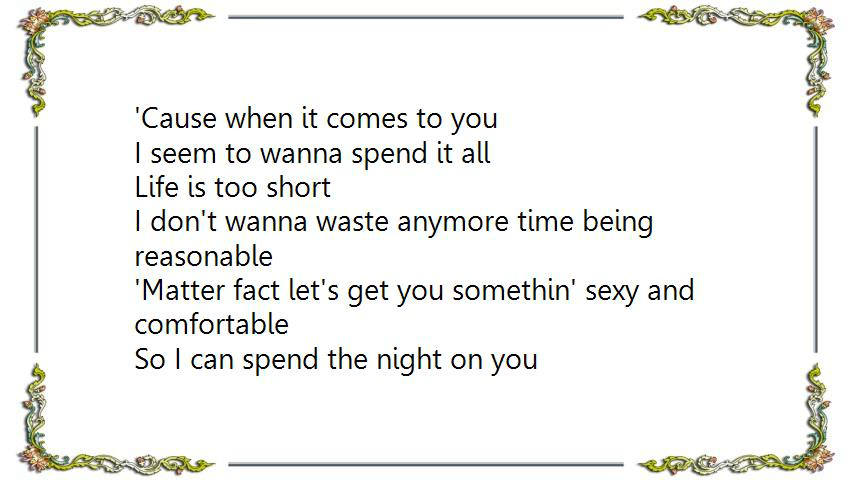 'Cause when it comes to you
I seem to wanna spend it all
Life is too short
I don't wanna waste anymore time being
reasonable
'Matter fact let's get you somethin' sexy and
comfortable
So I can spend the night on you